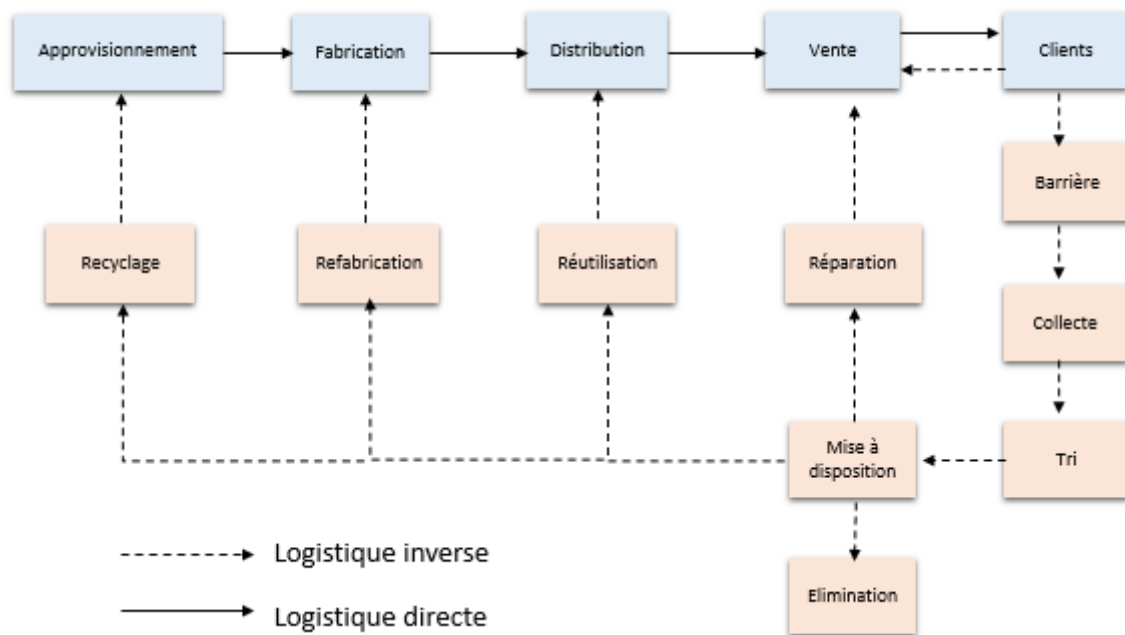 Approvisionnement
Fabrication
Distribution
Vente
Clients
Barrière
Recyclage
Refabrication
Réutilisation
Réparation
Collecte
Mise à
disposition
Tri
Logistique inverse
Elimination
Logistique directe